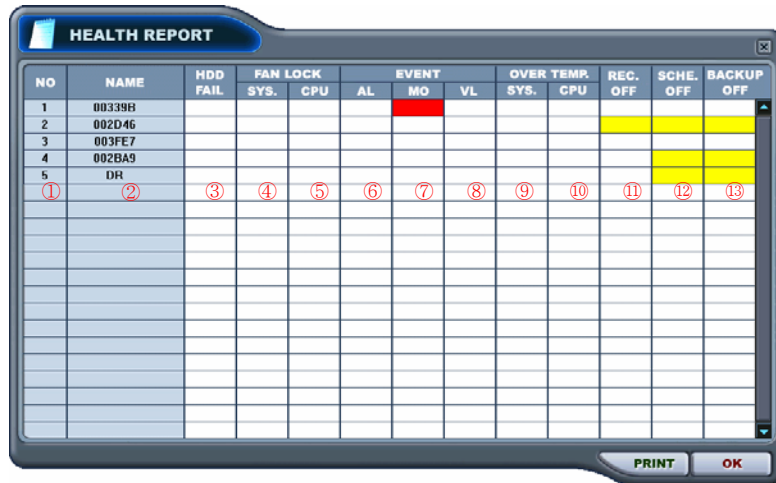 HEALTH REPORT
NO NAME HDD FAIL FAN LOCK EVENT OVER TEMP. REC. OFF SCHE. OFF BACKUP OFF
SYS. CPU AL MO VL SYS. CPU
1 00339B
2 002D46
3 003FE7
4 002BA9
5 DR
① ② ③ ④ ⑤ ⑥ ⑦ ⑧ ⑨ ⑩ ⑪ ⑫ ⑬
PRINT OK